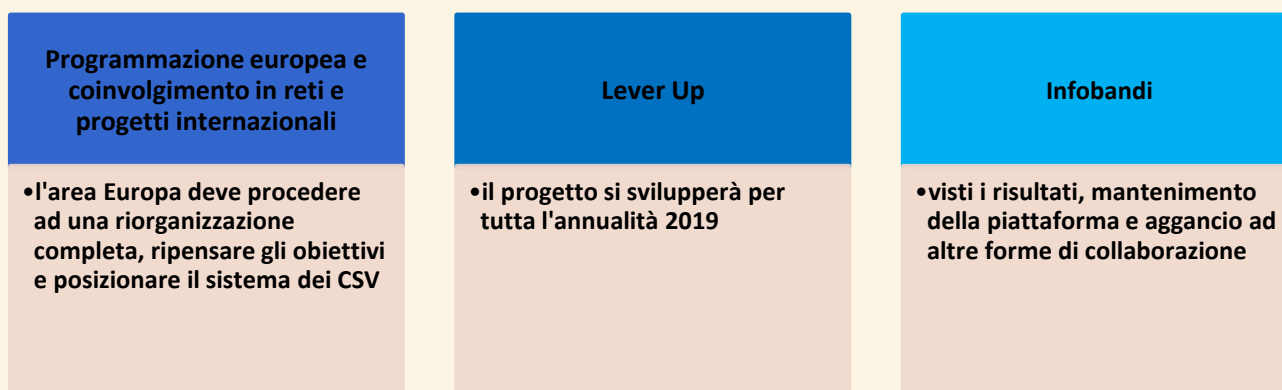 Programmazione europea e
coinvolgimento in reti e
progetti internazionali
•l'area Europa deve procedere
ad una riorganizzazione
completa, ripensare gli obiettivi
e posizionare il sistema dei CSV
Lever Up
•il progetto si svilupperà per
tutta l'annualità 2019
Infobandi
•visti i risultati, mantenimento
della piattaforma e aggancio ad
altre forme di collaborazione